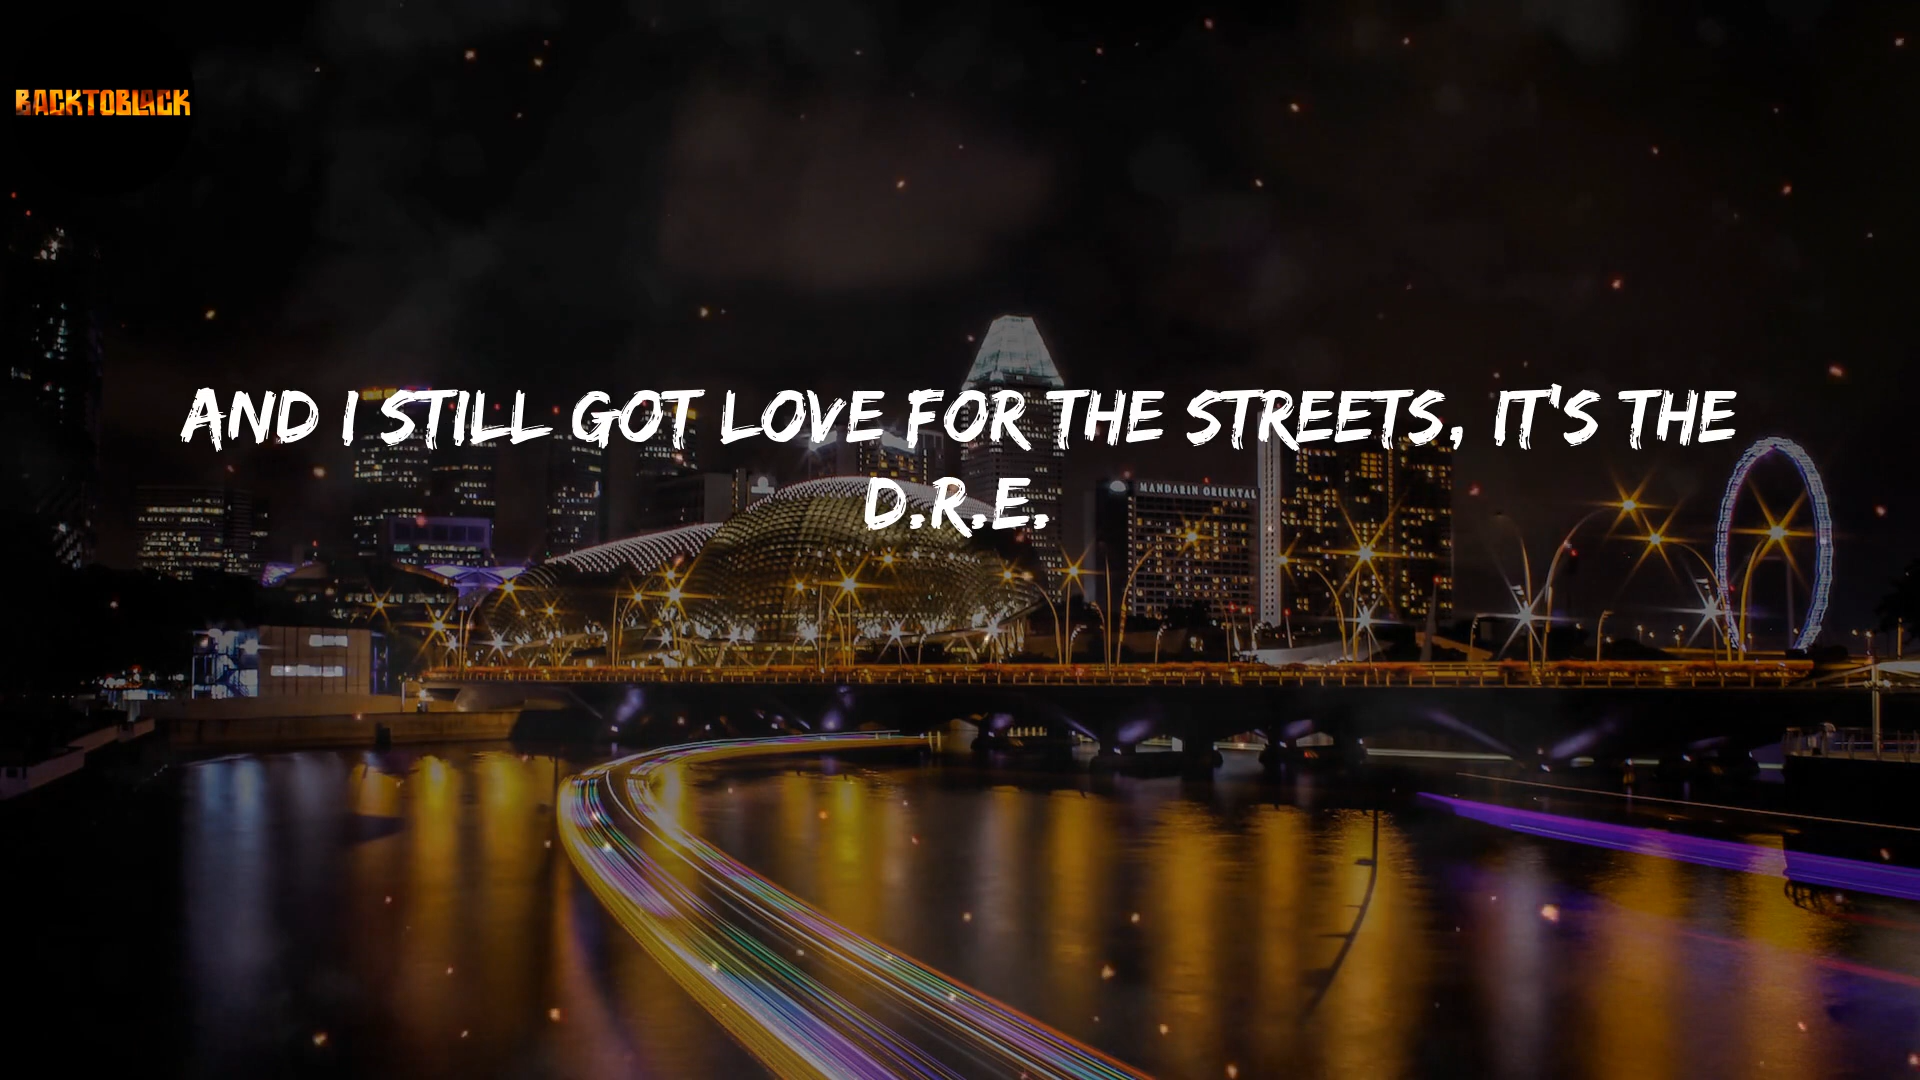 BACKTOBLACK
AND I STILL GOT LOVE FOR THE STREETS, IT'S THE
D.R.E.
MANDARIN ORIENTAL